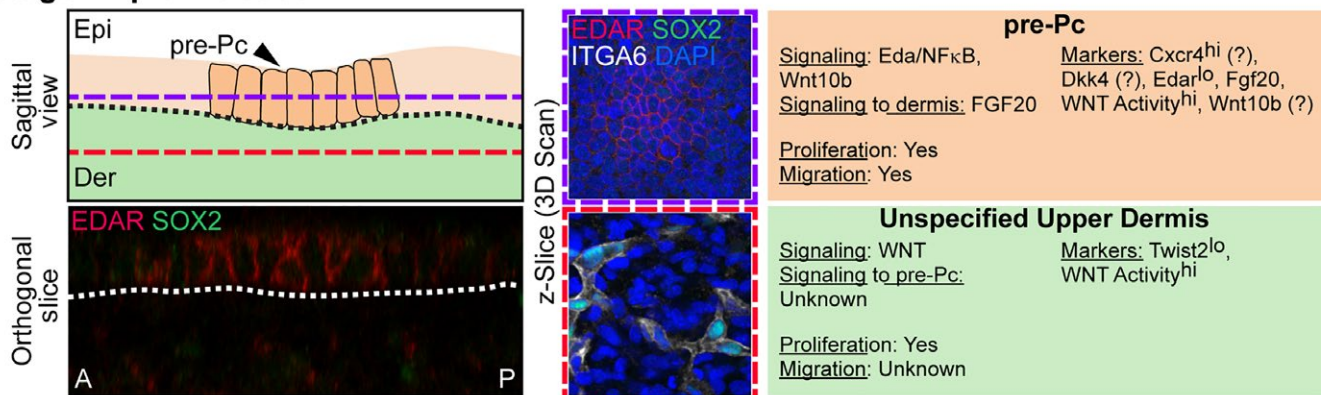 Epi
pre-Pc
Sagittal
view
Der
EDAR SOX2
Orthogonal
slice
A
P
z-Slice (3D Scan)
EDAR SOX2
ITGA6 DAPI
pre-Pc
Signaling: Eda/NFκB,
Wnt10b
Signaling to dermis: FGF20
Proliferation: Yes
Migration: Yes
Markers: Cxcr4hi (?),
Dkk4 (?), Edarlo, Fgf20,
WNT Activityhi, Wnt10b (?)
Unspecified Upper Dermis
Signaling: WNT
Signaling to pre-Pc:
Unknown
Proliferation: Yes
Migration: Unknown
Markers: Twist2lo,
WNT Activityhi